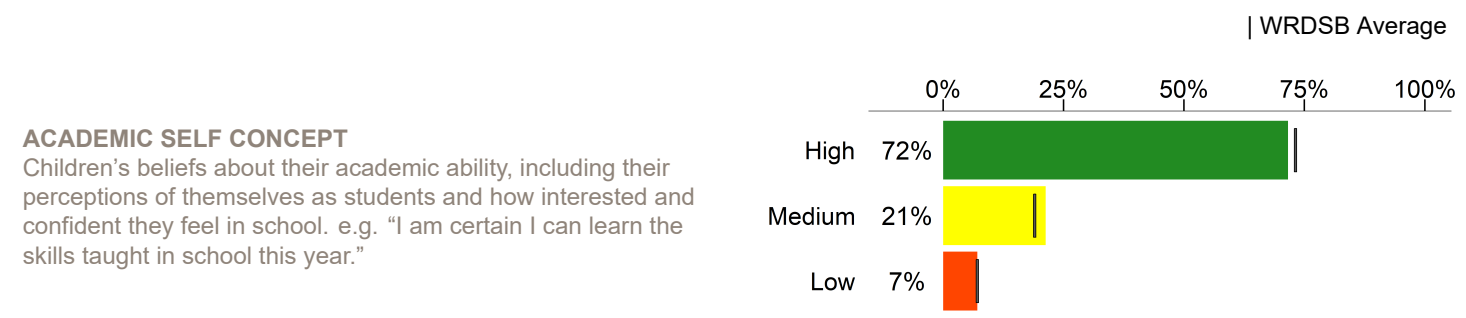 | WRDSB Average
0% 25% 50% 75% 100%
ACADEMIC SELF CONCEPT
Children’s beliefs about their academic ability, including their
perceptions of themselves as students and how interested and
confident they feel in school. e.g. “I am certain I can learn the
skills taught in school this year.”
High 72%
Medium 21%
Low 7%